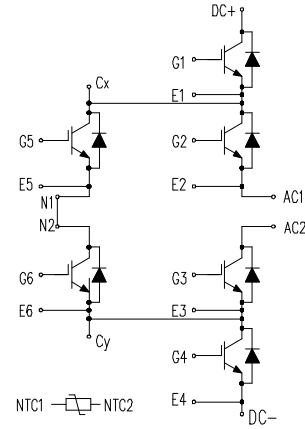 DC+
G1
Cx
E1
G5
G2
E5
E2
N1
AC1
N2
AC2
G6
G3
E6
E3
Cy
G4
NTC1
NTC2
E4
DC-